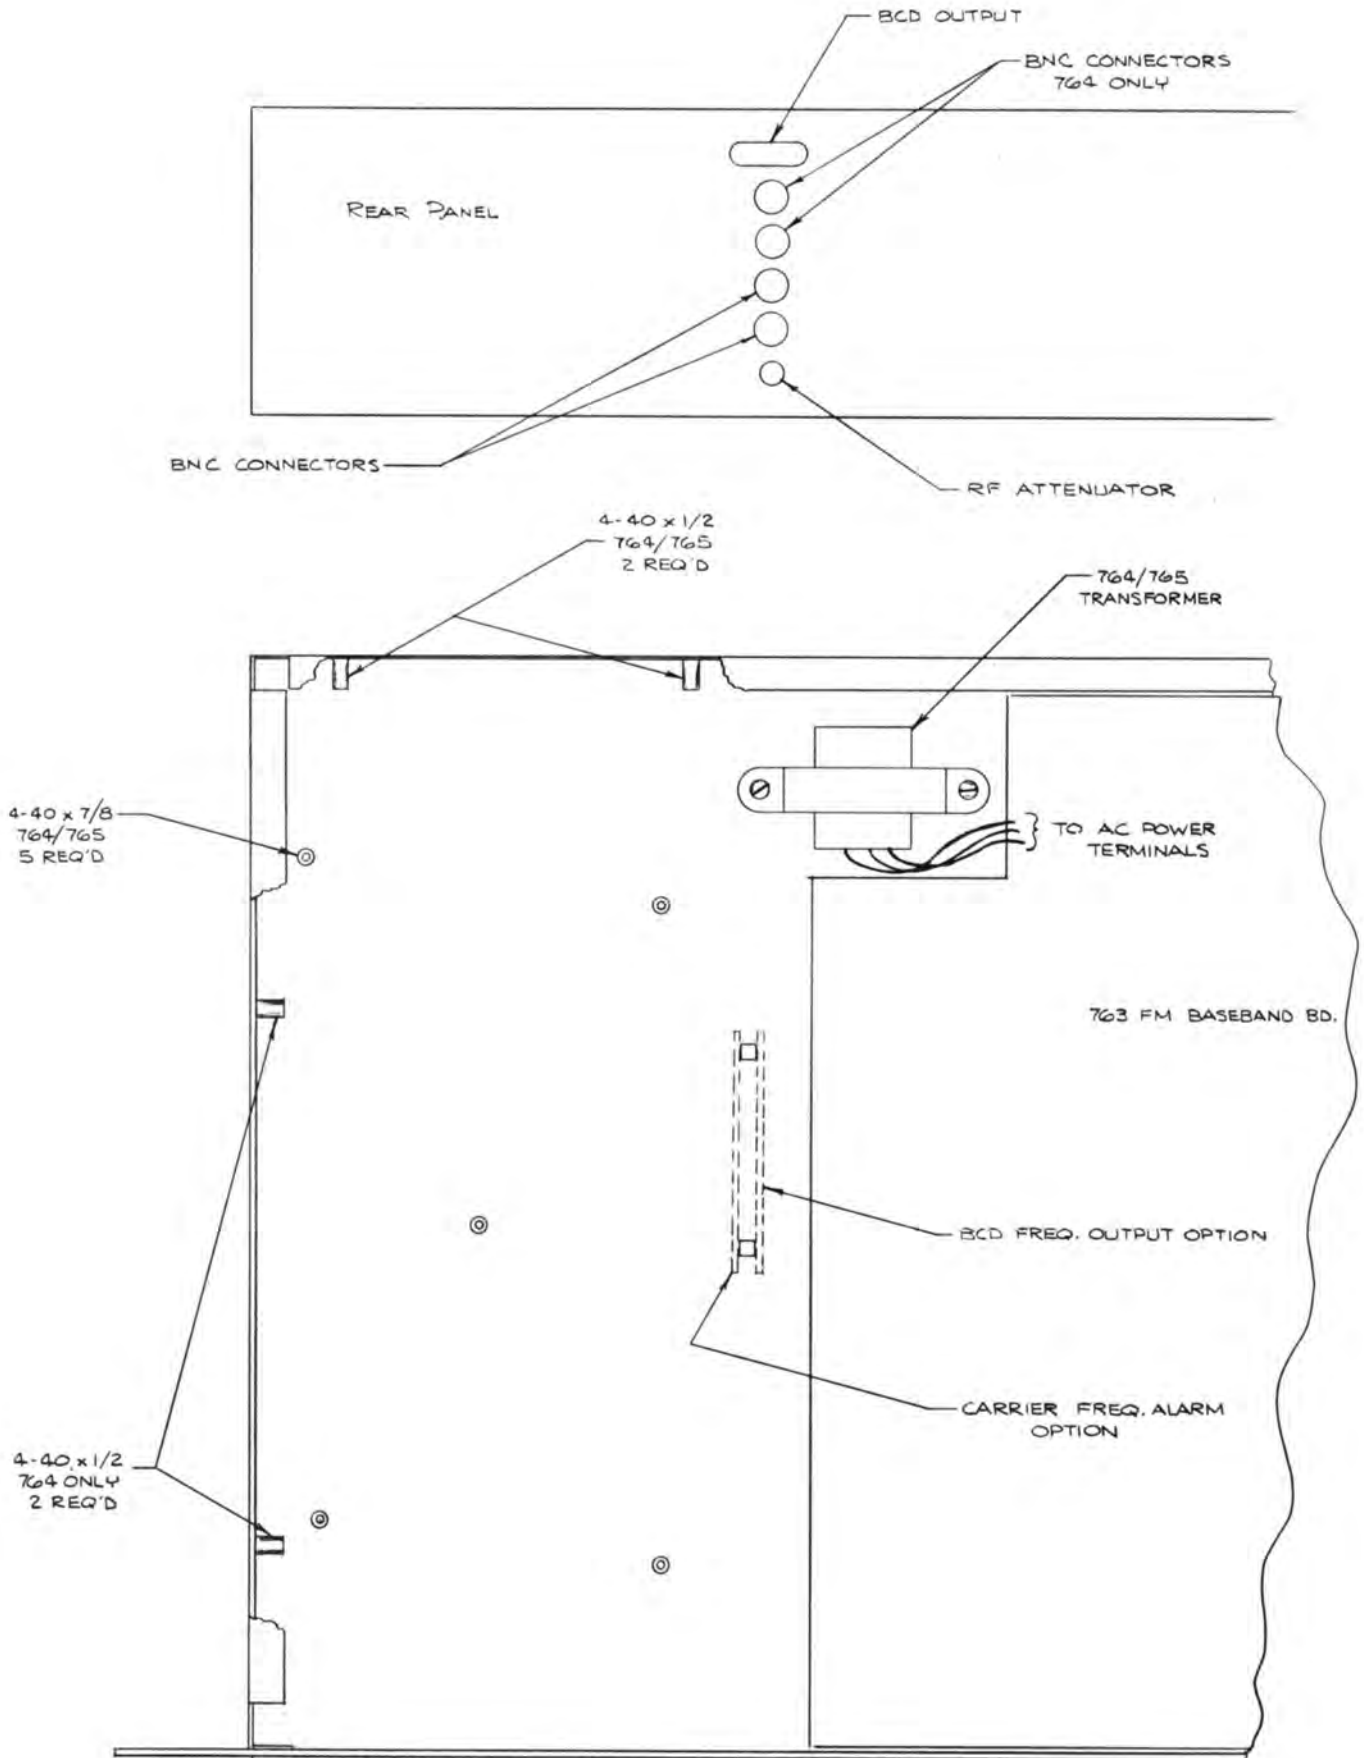 BCD OUTPUT
BNC CONNECTORS
764 ONLY
REAR PANEL
BNC CONNECTORS
RF ATTENUATOR
4-40 x 1/2
764/765
2 REQ'D
764/765
TRANSFORMER
4-40 x 7/8
764/765
5 REQ'D
TO AC POWER
TERMINALS
763 FM BASEBAND BD.
BCD FREQ. OUTPUT OPTION
CARRIER FREQ. ALARM
OPTION
4-40 x 1/2
764 ONLY
2 REQ'D